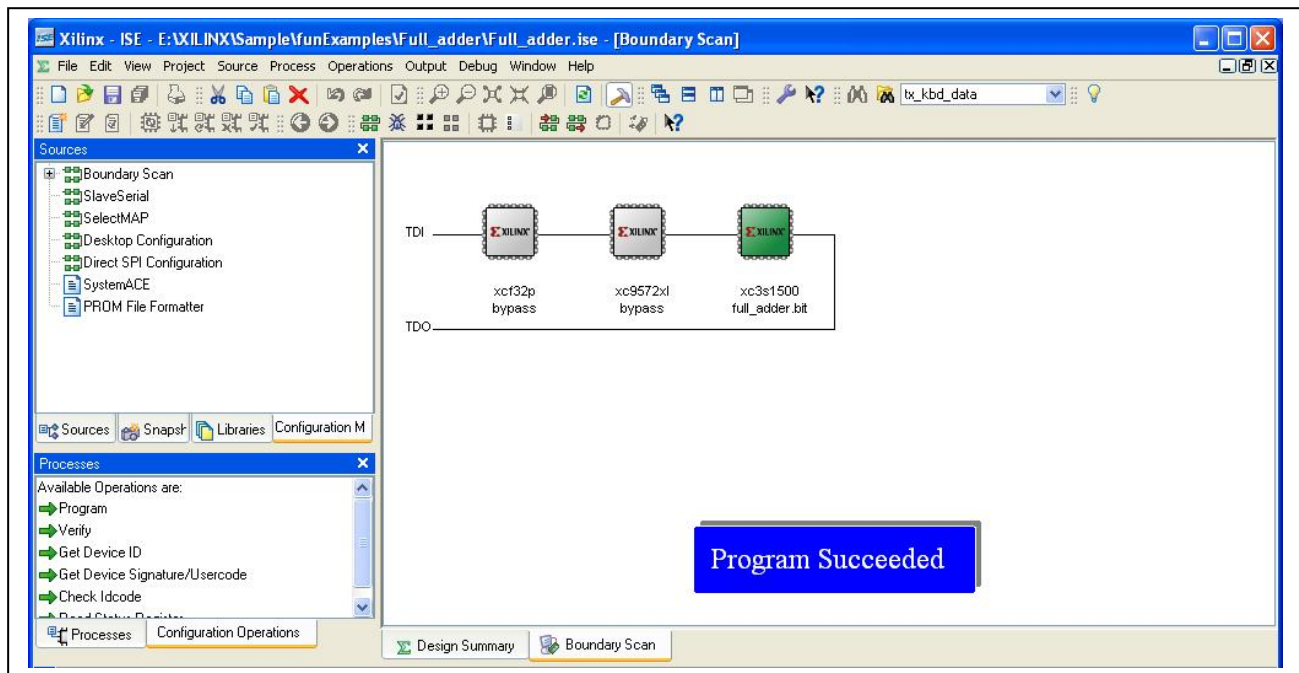 Xilinx - ISE - E:\XILINX\Sample\funExamples\Full_adder\Full_adder.ise - [Boundary Scan]
File Edit View Project Source Process Operations Output Debug Window Help
tx_kbd_data
Sources
Boundary Scan
SlaveSerial
SelectMAP
Desktop Configuration
Direct SPI Configuration
SystemACE
PROM File Formatter
Sources Snapsh Libraries Configuration M
Processes
Available Operations are:
Program
Verify
Get Device ID
Get Device Signature/Usercode
Check Idcode
Read Status Register
Processes Configuration Operations
TDI XILINX XILINX XILINX
xcf32p xc9572xl xc3s1500
bypass bypass full_adder.bit
TDO
Program Succeeded
Design Summary Boundary Scan